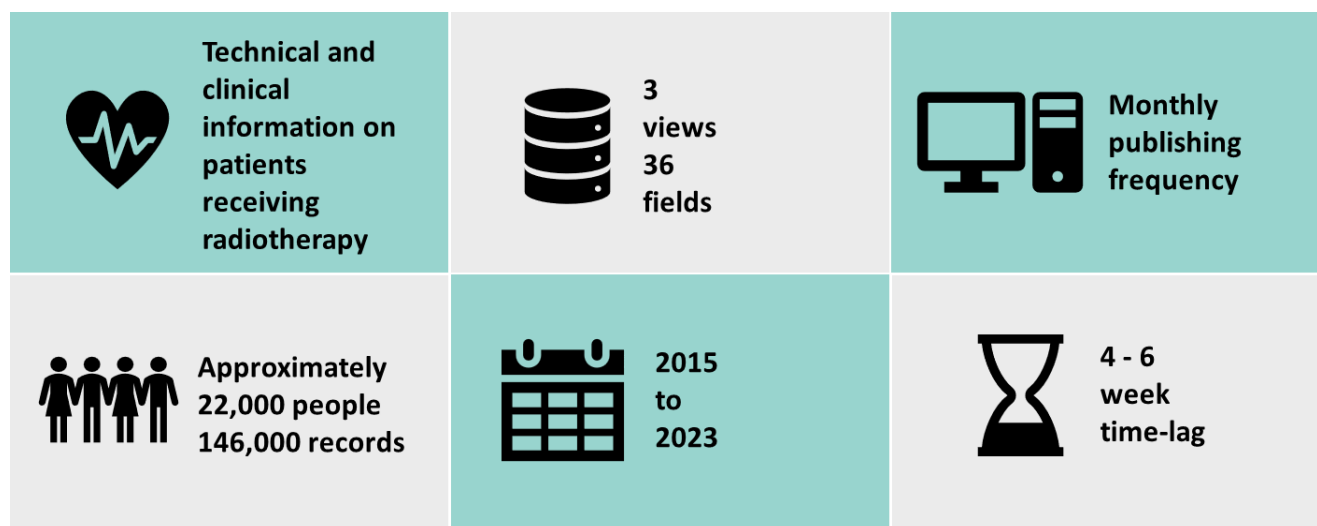 Technical and
clinical
information on
patients
receiving
radiotherapy
3
views
36
fields
Monthly
publishing
frequency
Approximately
22,000 people
146,000 records
2015
to
2023
4 - 6
week
time-lag